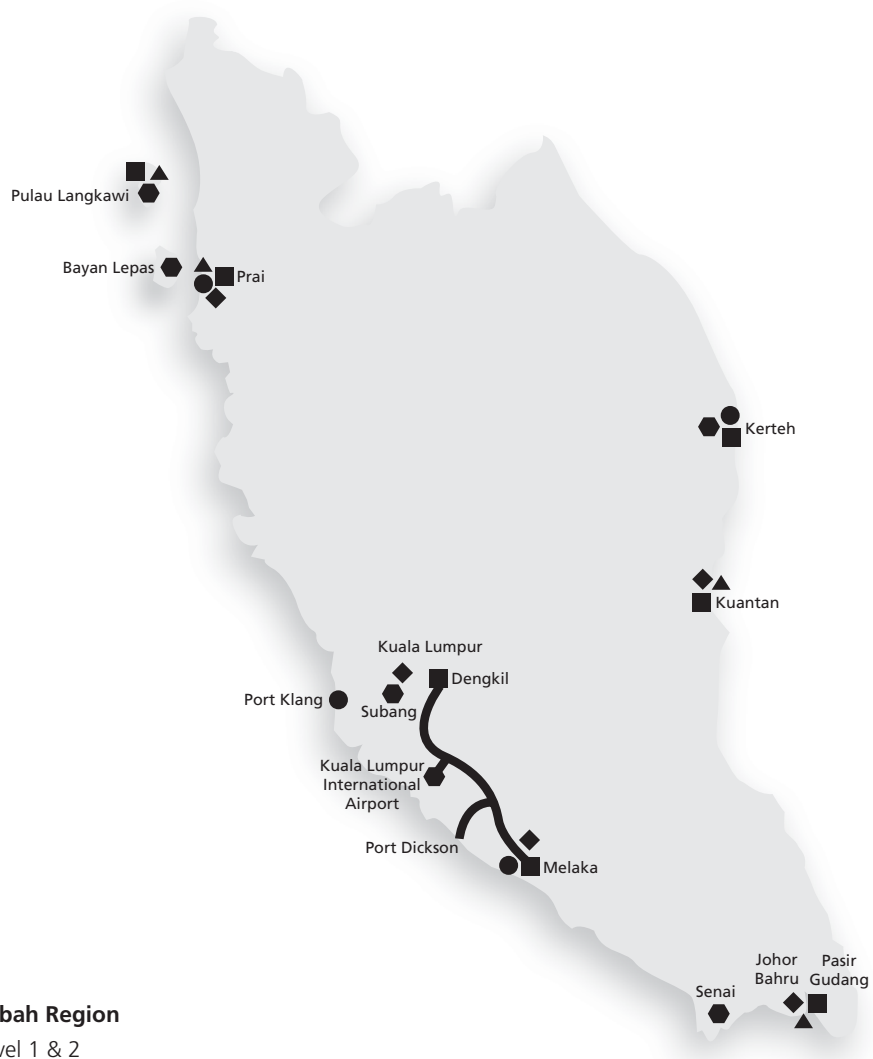 Pulau Langkawi
Bayan Lepas
Prai
Kerteh
Kuantan
Kuala Lumpur
Dengkil
Port Klang
Subang
Kuala Lumpur
International
Airport
Port Dickson
Melaka
Johor
Bahru
Pasir
Gudang
Senai
bah Region
vel 1 & 2